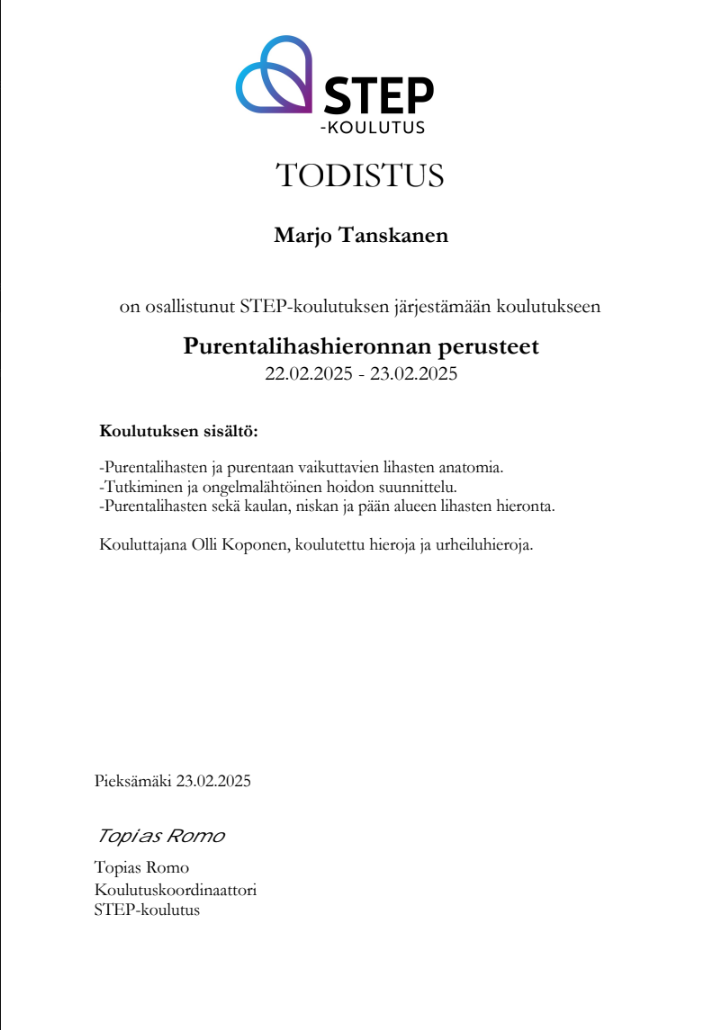 STEP
-KOULUTUS
TODISTUS
Marjo Tanskanen
on osallistunut STEP-koulutuksen järjestämään koulutukseen
Purentalihashieronnan perusteet
22.02.2025 - 23.02.2025
Koulutuksen sisältö:
-Purentalihasten ja purentaan vaikuttavien lihasten anatomia.
-Tutkiminen ja ongelmalähtöinen hoidon suunnittelu.
-Purentalihasten sekä kaulan, niskan ja pään alueen lihasten hieronta.
Kouluttajana Olli Koponen, koulutettu hieroja ja urheiluhieroja.
Pieksämäki 23.02.2025
Topias Romo
Topias Romo
Koulutuskoordinaattori
STEP-koulutus